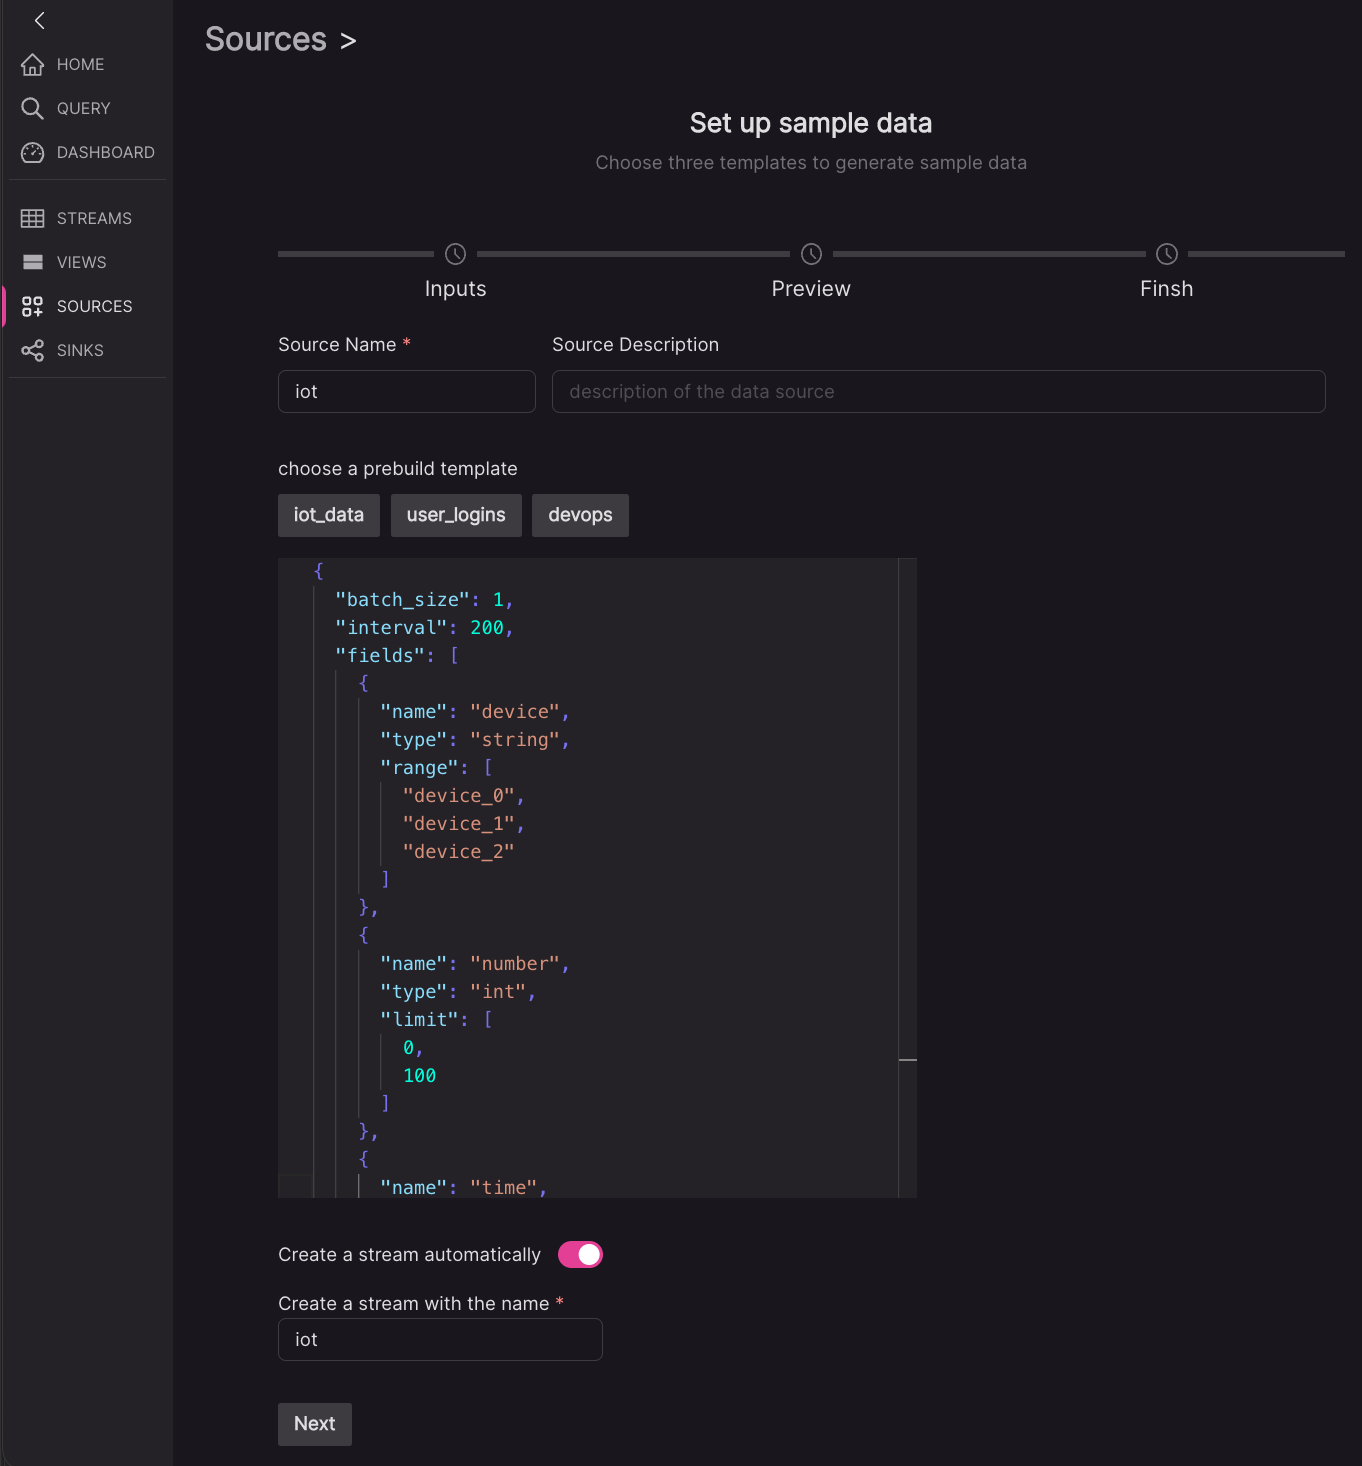 HOME
QUERY
DASHBOARD
STREAMS
VIEWS
SOURCES
SINKS
Sources >
Set up sample data
Choose three templates to generate sample data
Inputs
Preview
Finsh
Source Name *
Source Description
iot
description of the data source
choose a prebuild template
iot_data
user_logins
devops
{
"batch_size": 1,
"interval": 200,
"fields": [
{
"name": "device",
"type": "string",
"range": [
"device_0",
"device_1",
"device_2"
]
},
{
"name": "number",
"type": "int",
"limit": [
0,
100
]
},
{
"name": "time",
Create a stream automatically
Create a stream with the name *
iot
Next